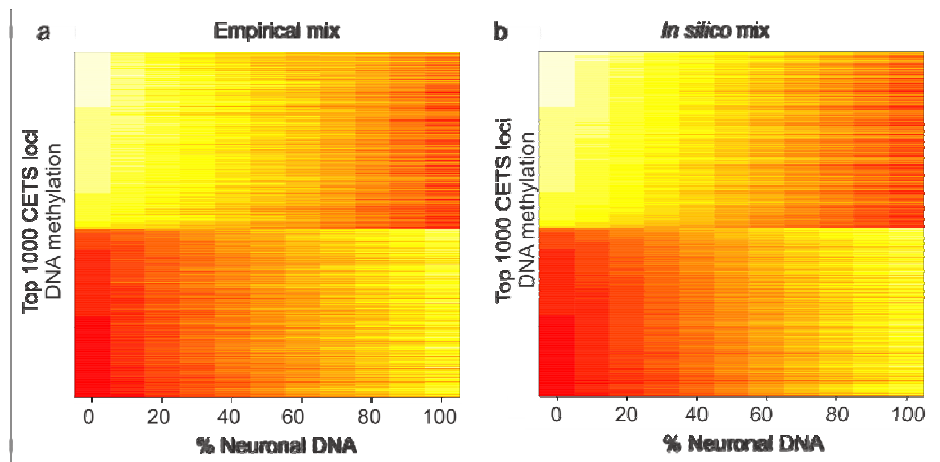 a
Empirical mix
Top 1000 CETS loci
DNA methylation
0 20 40 60 80 100
% Neuronal DNA
b
In silico mix
Top 1000 CETS loci
DNA methylation
0 20 40 60 80 100
% Neuronal DNA